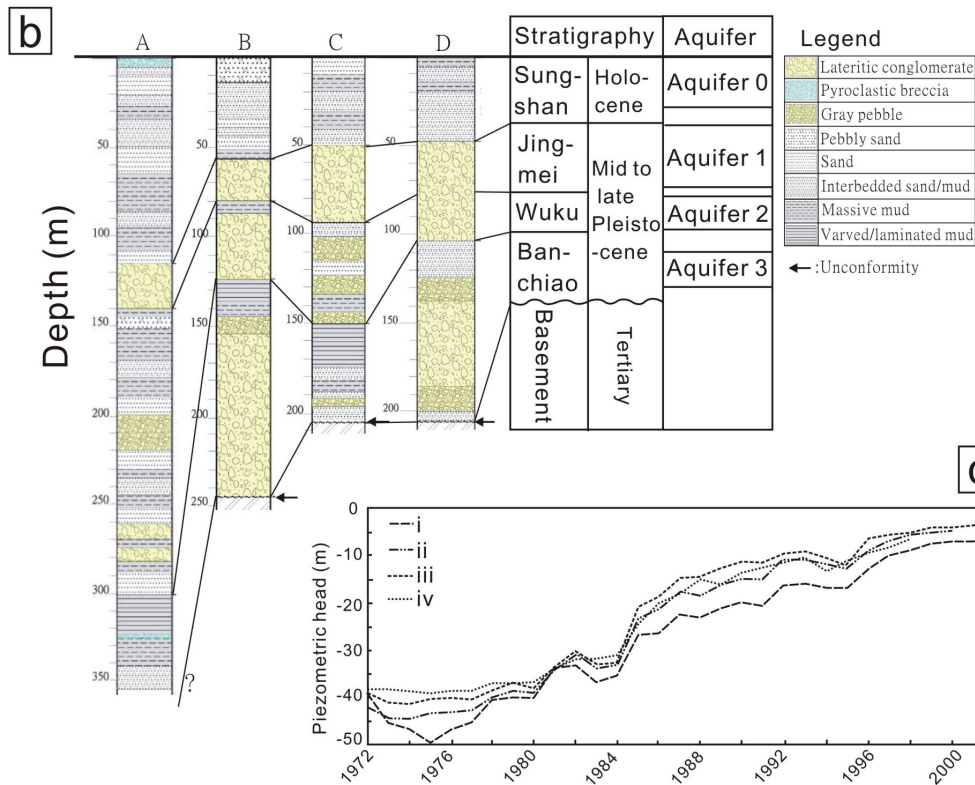 b
A B C D
Stratigraphy Aquifer
Legend
Sung-
shan
Holo-
cene
Aquifer 0
Jing-
mei
Mid to
late
Pleisto
-cene
Aquifer 1
Wuku
Aquifer 2
Ban-
chiao
Aquifer 3
Basement
Tertiary
Lateritic conglomerate
Pyroclastic breccia
Gray pebble
Pebbly sand
Sand
Interbedded sand/mud
Massive mud
Varved/laminated mud
:Unconformity
Depth (m)
50
100
150
200
250
300
350
50
100
150
200
250
50
100
150
200
50
100
150
200
?
Piezometric head (m)
0
-10
-20
-30
-40
-50
i
ii
iii
iv
1972 1976 1980 1984 1988 1992 1996 2000